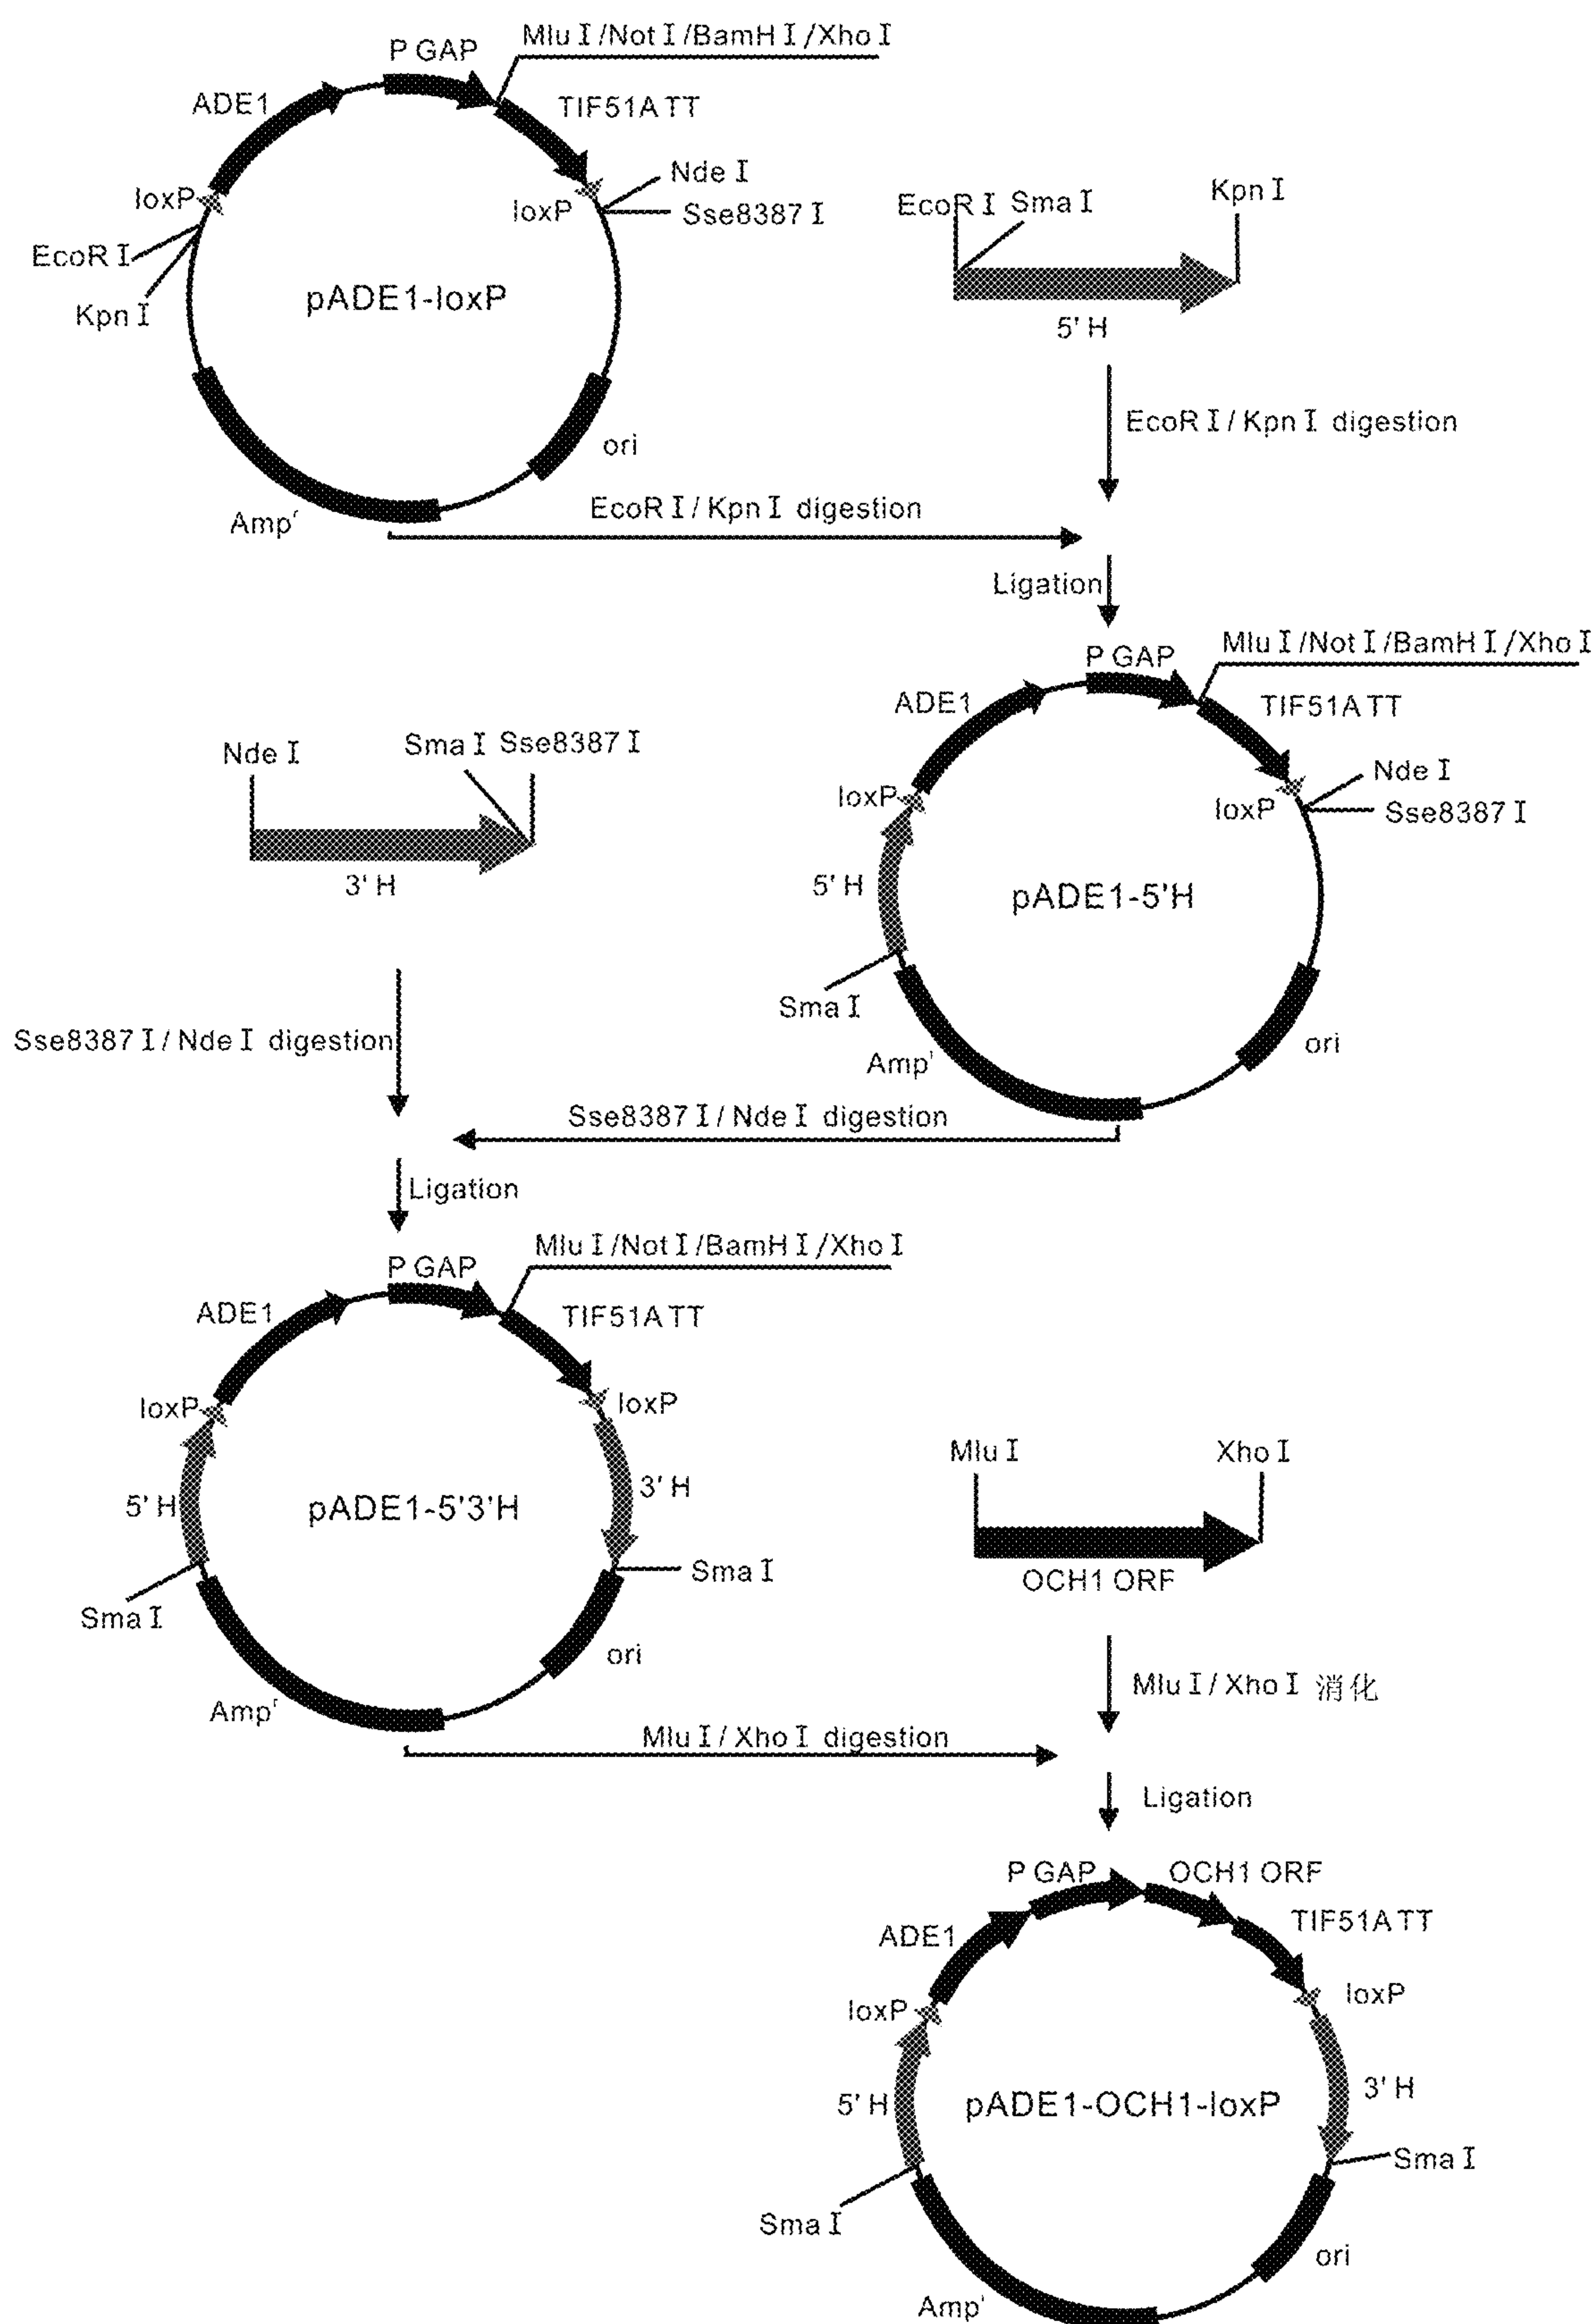 Mlu I/Not I/BamH I/Xho I
P GAP
ADE1
TIF51A TT
Nde I
loxP
loxP
Sse8387 I
EcoR I
Kpn I
pADE1-loxP
ori
Ampʳ
EcoR I Sma I
Kpn I
5' H
EcoR I/Kpn I digestion
EcoR I/Kpn I digestion
Ligation
Mlu I/Not I/BamH I/Xho I
P GAP
ADE1
TIF51A TT
Nde I
loxP
loxP
Sse8387 I
5' H
pADE1-5'H
Sma I
ori
Ampʳ
Nde I
Sma I Sse8387 I
3' H
Sse8387 I/Nde I digestion
Sse8387 I/Nde I digestion
Ligation
Mlu I/Not I/BamH I/Xho I
P GAP
ADE1
TIF51A TT
loxP
loxP
5' H
pADE1-5'3'H
3' H
Sma I
Sma I
ori
Ampʳ
Mlu I
Xho I
OCH1 ORF
Mlu I/Xho I 消化
Mlu I/Xho I digestion
Ligation
P GAP
OCH1 ORF
ADE1
TIF51A TT
loxP
loxP
5' H
pADE1-OCH1-loxP
3' H
Sma I
Sma I
ori
Ampʳ